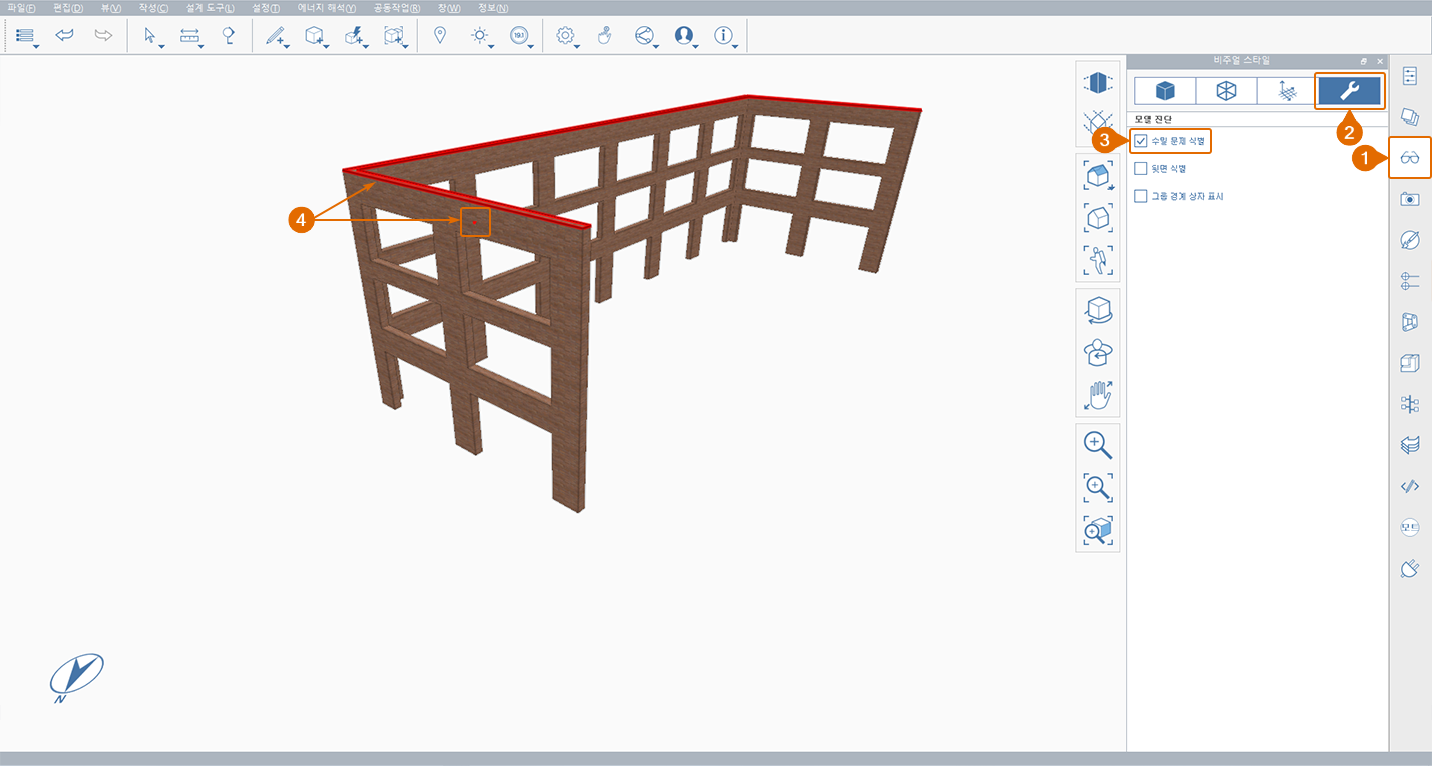 파일(F) 편집(D) 뷰(V) 작성(C) 설계 도구(L) 설정(T) 에너지 해석(Y) 공동작업(R) 창(W) 정보(N)
191
비주얼 스타일
모델 진단
수밀 문제 식별
뒷면 식별
그룹 경계 상자 표시
1
2
3
4
모드
N